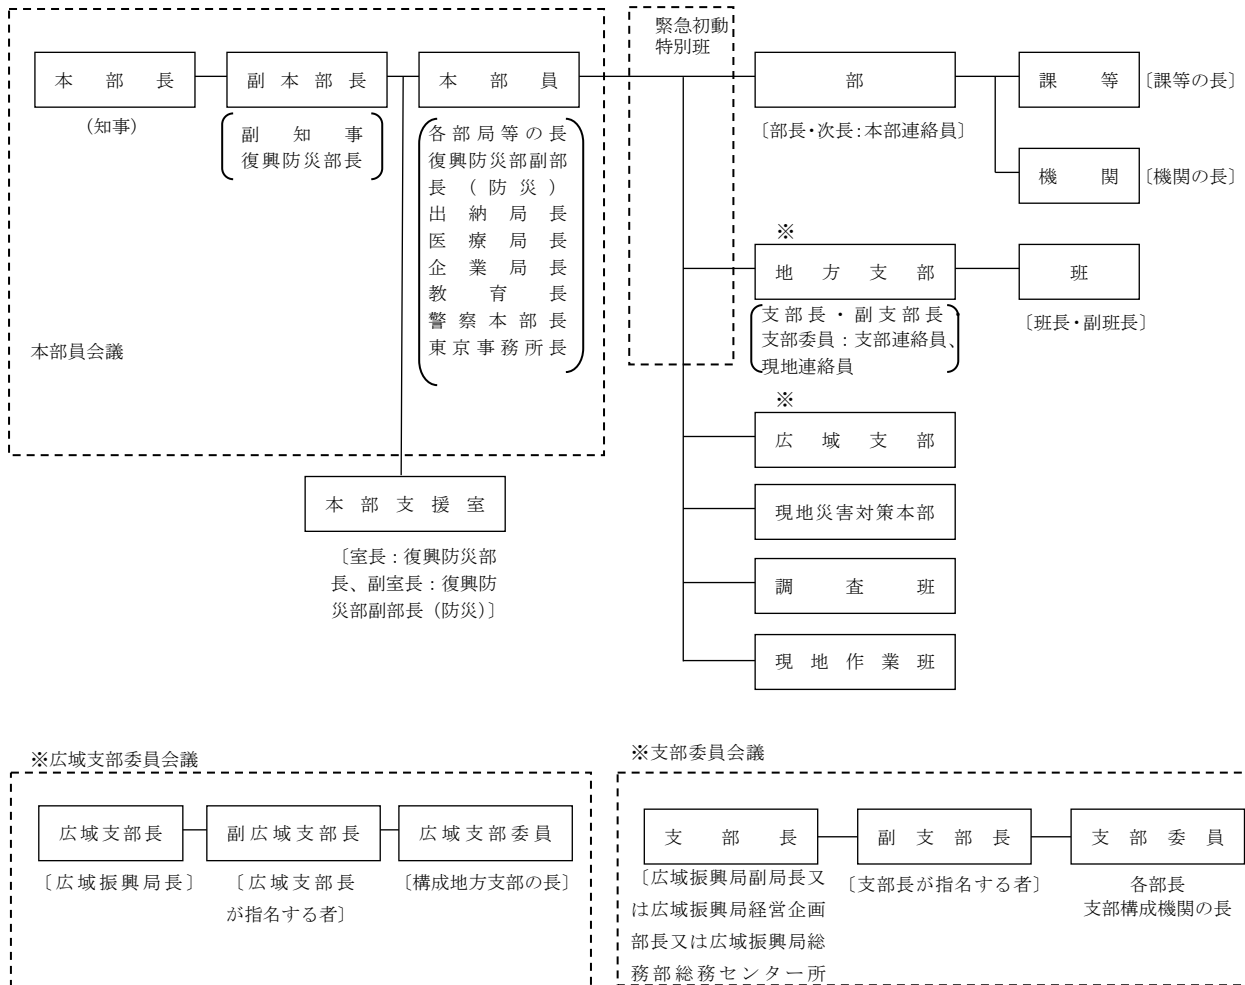 緊急初動
特別班
本部長
副本部長
本部員
部
課等
〔課等の長〕
（知事）
副知事
復興防災部長
各部局等の長
復興防災部副部
長（防災）
出納局長
医療局長
企業局長
教育長
警察本部長
東京事務所長
〔部長・次長：本部連絡員〕
機関
〔機関の長〕
※
地方支部
班
支部長・副支部長
支部委員：支部連絡員、
現地連絡員
〔班長・副班長〕
本部員会議
※
広域支部
本部支援室
〔室長：復興防災部
長、副室長：復興防
災部副部長（防災）〕
現地災害対策本部
調査班
現地作業班
※広域支部委員会議
広域支部長
副広域支部長
広域支部委員
〔広域振興局長〕
〔広域支部長
が指名する者〕
〔構成地方支部の長〕
※支部委員会議
支部長
副支部長
支部委員
〔広域振興局副局長又
は広域振興局経営企画
部長又は広域振興局総
務部総務センター所
〔支部長が指名する者〕
各部長
支部構成機関の長